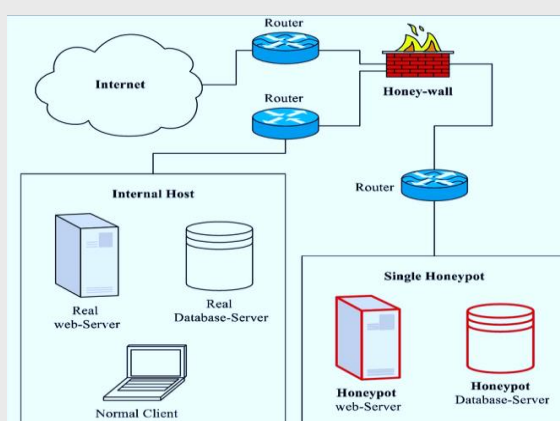 Router
Internet
Honey-wall
Router
Router
Internal Host
Real
web-Server
Real
Database-Server
Normal Client
Single Honeypot
Honeypot
web-Server
Honeypot
Database-Server